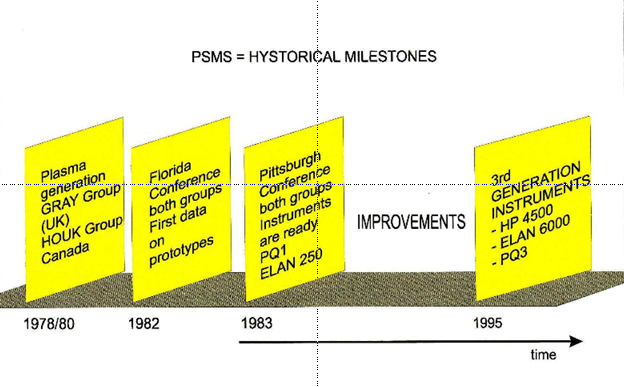 PSMS = HYSTORICAL MILESTONES
Plasma
generation
GRAY Group
(UK)
HOUK Group
Canada
Florida
Conference
both groups
First data
on
prototypes
Pittsburgh
Conference
both groups
Instruments
are ready
PQ1
ELAN 250
IMPROVEMENTS
3rd
GENERATION
INSTRUMENTS
- HP 4500
- ELAN 6000
- PQ3
1978/80
1982
1983
1995
time